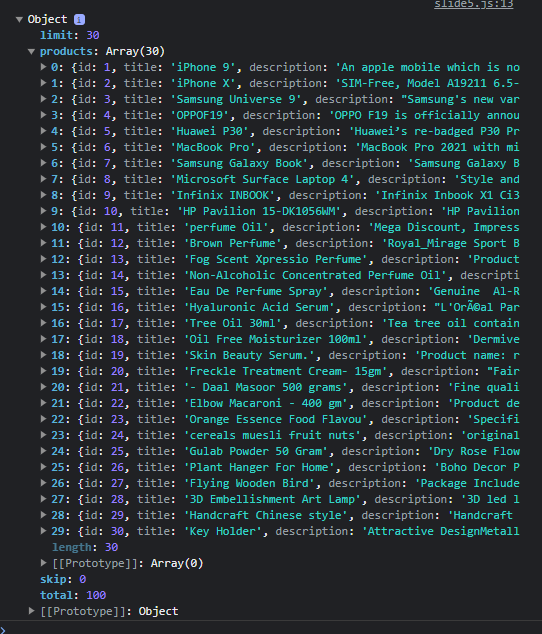 slide5.js:13
Object i
limit: 30
products: Array(30)
0: {id: 1, title: 'iPhone 9', description: 'An apple mobile which is no
1: {id: 2, title: 'iPhone X', description: 'SIM-Free, Model A19211 6.5-
2: {id: 3, title: 'Samsung Universe 9', description: "Samsung's new var
3: {id: 4, title: 'OPPOF19', description: 'OPPO F19 is officially annou
4: {id: 5, title: 'Huawei P30', description: 'Huawei’s re-badged P30 Pr
5: {id: 6, title: 'MacBook Pro', description: 'MacBook Pro 2021 with mi
6: {id: 7, title: 'Samsung Galaxy Book', description: 'Samsung Galaxy B
7: {id: 8, title: 'Microsoft Surface Laptop 4', description: 'Style and
8: {id: 9, title: 'Infinix INBOOK', description: 'Infinix Inbook X1 Ci3
9: {id: 10, title: 'HP Pavilion 15-DK1056WM', description: 'HP Pavilion
10: {id: 11, title: 'perfume Oil', description: 'Mega Discount, Impress
11: {id: 12, title: 'Brown Perfume', description: 'Royal_Mirage Sport B
12: {id: 13, title: 'Fog Scent Xpressio Perfume', description: 'Product
13: {id: 14, title: 'Non-Alcoholic Concentrated Perfume Oil', descripti
14: {id: 15, title: 'Eau De Perfume Spray', description: 'Genuine  Al-R
15: {id: 16, title: 'Hyaluronic Acid Serum', description: "L'OrÃ©al Par
16: {id: 17, title: 'Tree Oil 30ml', description: 'Tea tree oil contain
17: {id: 18, title: 'Oil Free Moisturizer 100ml', description: 'Dermive
18: {id: 19, title: 'Skin Beauty Serum.', description: 'Product name: r
19: {id: 20, title: 'Freckle Treatment Cream- 15gm', description: "Fair
20: {id: 21, title: '- Daal Masoor 500 grams', description: 'Fine quali
21: {id: 22, title: 'Elbow Macaroni - 400 gm', description: 'Product de
22: {id: 23, title: 'Orange Essence Food Flavou', description: 'Specifi
23: {id: 24, title: 'cereals muesli fruit nuts', description: 'original
24: {id: 25, title: 'Gulab Powder 50 Gram', description: 'Dry Rose Flow
25: {id: 26, title: 'Plant Hanger For Home', description: 'Boho Decor P
26: {id: 27, title: 'Flying Wooden Bird', description: 'Package Include
27: {id: 28, title: '3D Embellishment Art Lamp', description: '3D led l
28: {id: 29, title: 'Handcraft Chinese style', description: 'Handcraft
29: {id: 30, title: 'Key Holder', description: 'Attractive DesignMetall
length: 30
[[Prototype]]: Array(0)
skip: 0
total: 100
[[Prototype]]: Object